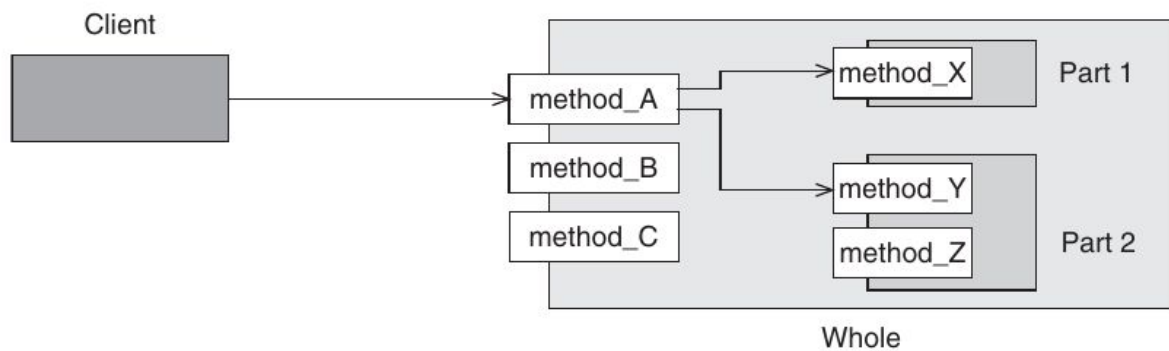 Client
method_A
method_B
method_C
method_X
Part 1
method_Y
method_Z
Part 2
Whole